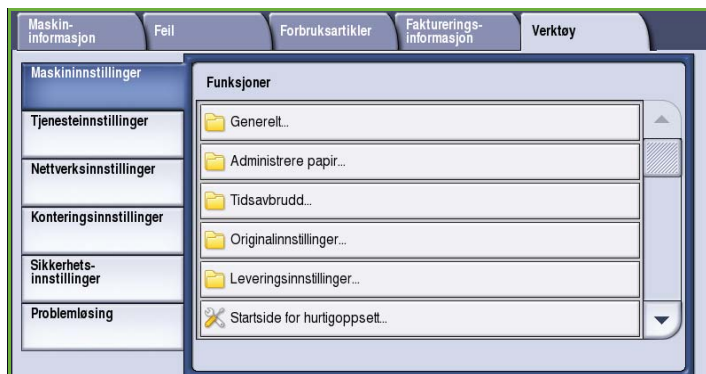 Maskin-
informasjon
Feil
Forbruksartikler
Fakturerings-
informasjon
Verktøy
Maskininnstillinger
Tjenesteinnstillinger
Nettverksinnstillinger
Konteringsinnstillinger
Sikkerhets-
innstillinger
Problemløsing
Funksjoner
Generelt...
Administrere papir...
Tidsavbrudd...
Originalinnstillinger...
Leveringsinnstillinger...
Startside for hurtigoppsett...